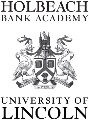 HOLBEACH
BANK ACADEMY
UNIVERSITY OF
LINCOLN